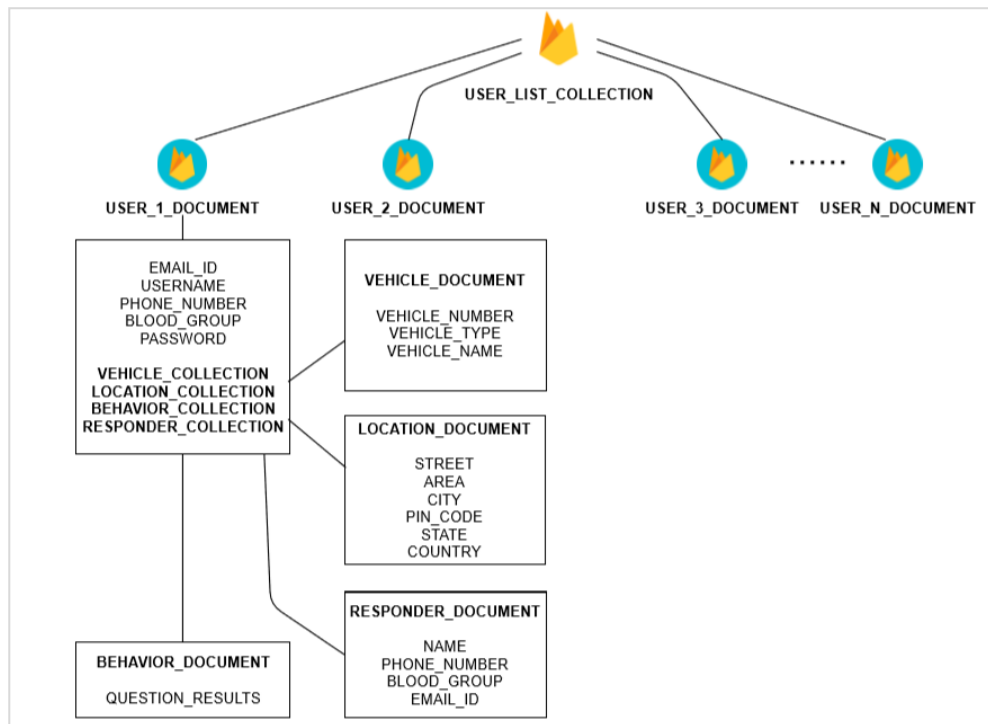 USER_LIST_COLLECTION
......
USER_1_DOCUMENT
USER_2_DOCUMENT
USER_3_DOCUMENT
USER_N_DOCUMENT
EMAIL_ID
USERNAME
PHONE_NUMBER
BLOOD_GROUP
PASSWORD
VEHICLE_COLLECTION
LOCATION_COLLECTION
BEHAVIOR_COLLECTION
RESPONDER_COLLECTION
VEHICLE_DOCUMENT
VEHICLE_NUMBER
VEHICLE_TYPE
VEHICLE_NAME
LOCATION_DOCUMENT
STREET
AREA
CITY
PIN_CODE
STATE
COUNTRY
BEHAVIOR_DOCUMENT
QUESTION_RESULTS
RESPONDER_DOCUMENT
NAME
PHONE_NUMBER
BLOOD_GROUP
EMAIL_ID